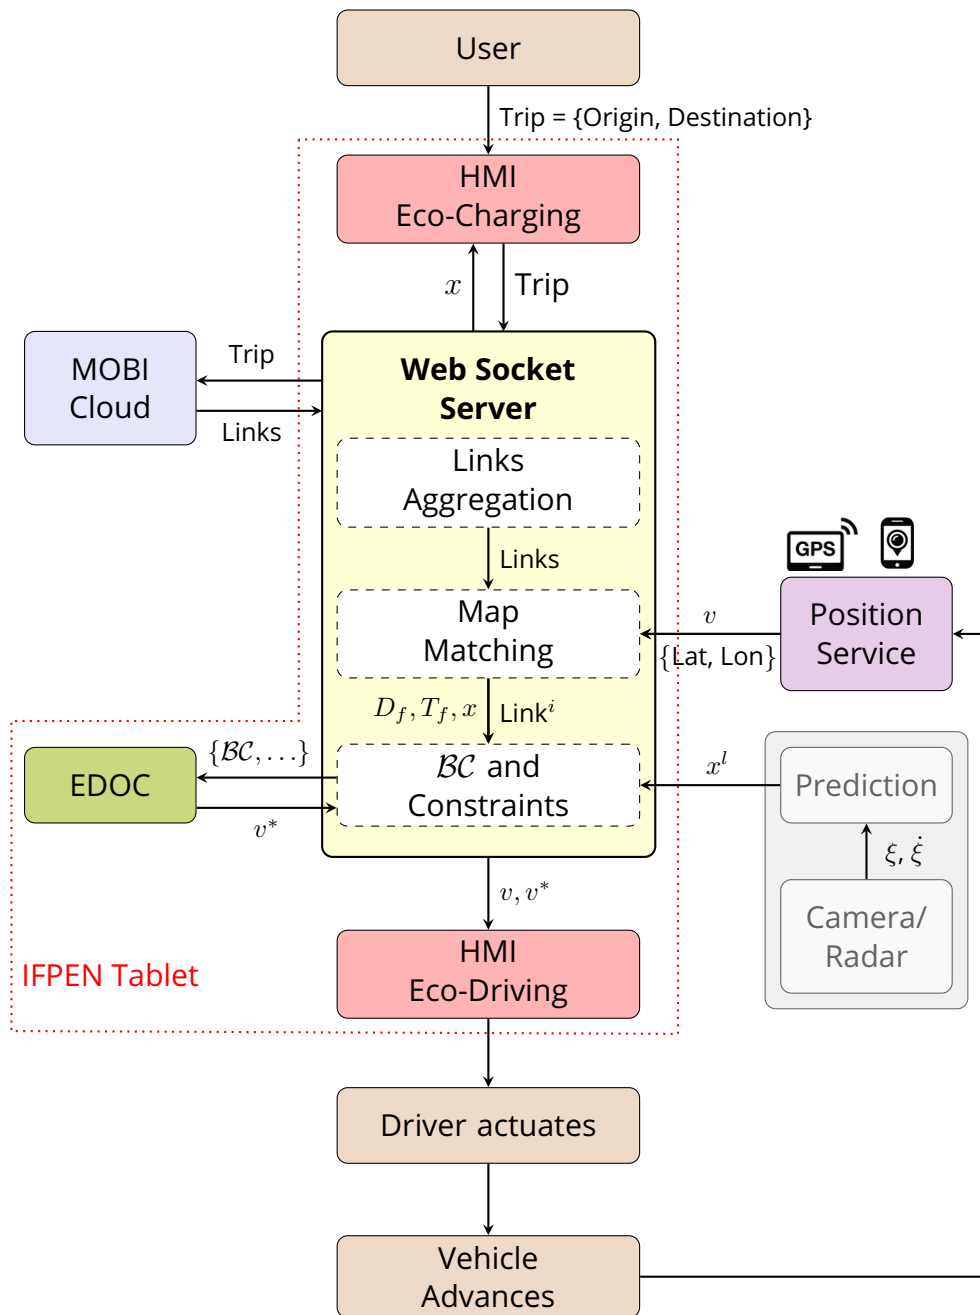 User
Trip = {Origin, Destination}
HMI
Eco-Charging
x
Trip
MOBI
Cloud
Trip
Links
Web Socket
Server
Links
Aggregation
Links
GPS
Map
Matching
v
{Lat, Lon}
Position
Service
D_f, T_f, x
Link^i
EDOC
{ℬ𝒞, …}
v*
ℬ𝒞 and
Constraints
x^l
Prediction
ξ, ξ̇
Camera/
Radar
v, v*
HMI
Eco-Driving
IFPEN Tablet
Driver actuates
Vehicle
Advances